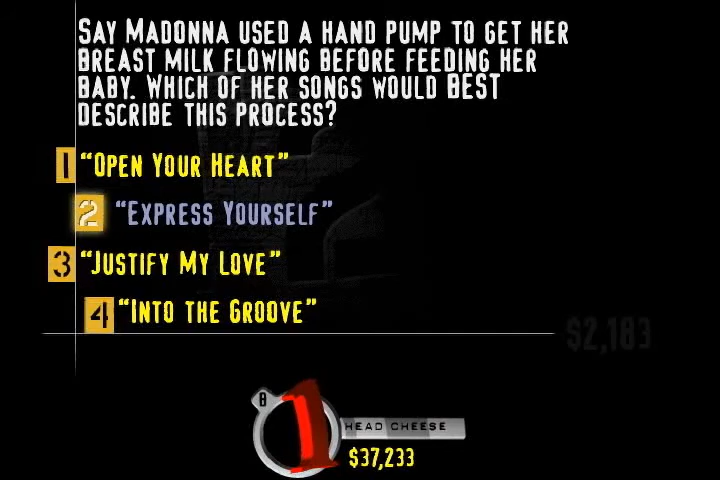 SAY MADONNA USED A HAND PUMP TO GET HER
BREAST MILK FLOWING BEFORE FEEDING HER
BABY. WHICH OF HER SONGS WOULD BEST
DESCRIBE THIS PROCESS?
1 "OPEN YOUR HEART"
2 "EXPRESS YOURSELF"
3 "JUSTIFY MY LOVE"
4 "INTO THE GROOVE"
$2,183
1
HEAD CHEESE
$37,233